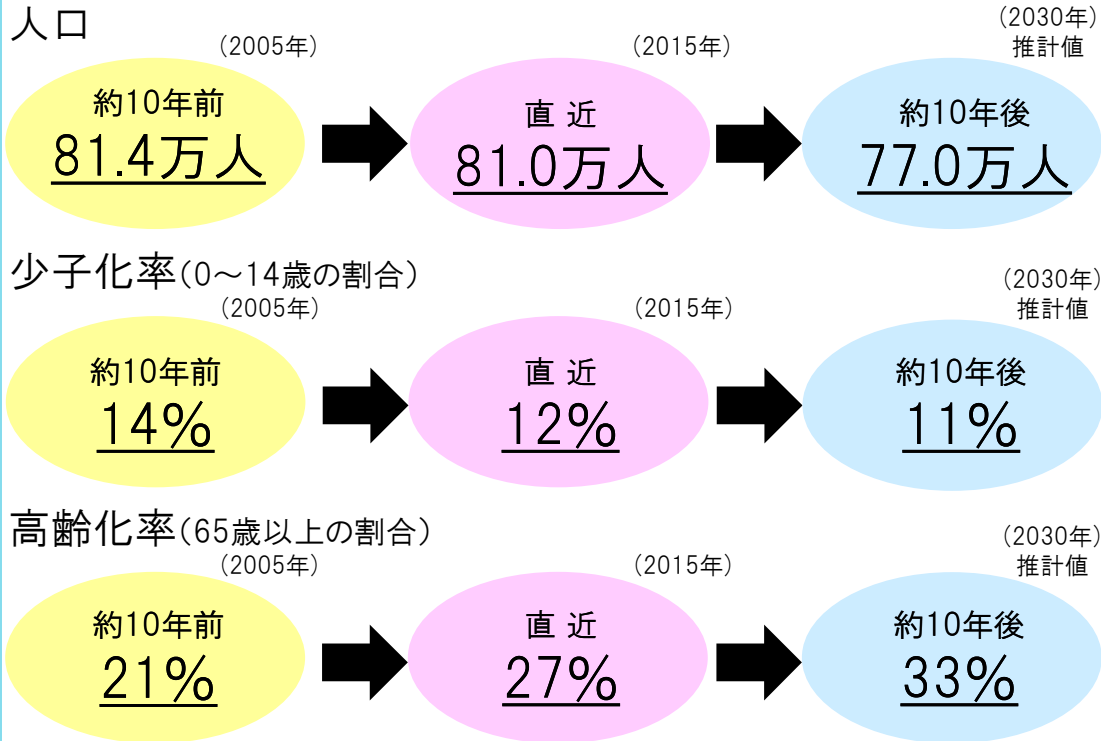 人口
(2005年)
(2015年)
(2030年)
推計値
約10年前
81.4万人
直 近
81.0万人
約10年後
77.0万人
少子化率(0～14歳の割合)
(2005年)
(2015年)
(2030年)
推計値
約10年前
14%
直 近
12%
約10年後
11%
高齢化率(65歳以上の割合)
(2005年)
(2015年)
(2030年)
推計値
約10年前
21%
直 近
27%
約10年後
33%